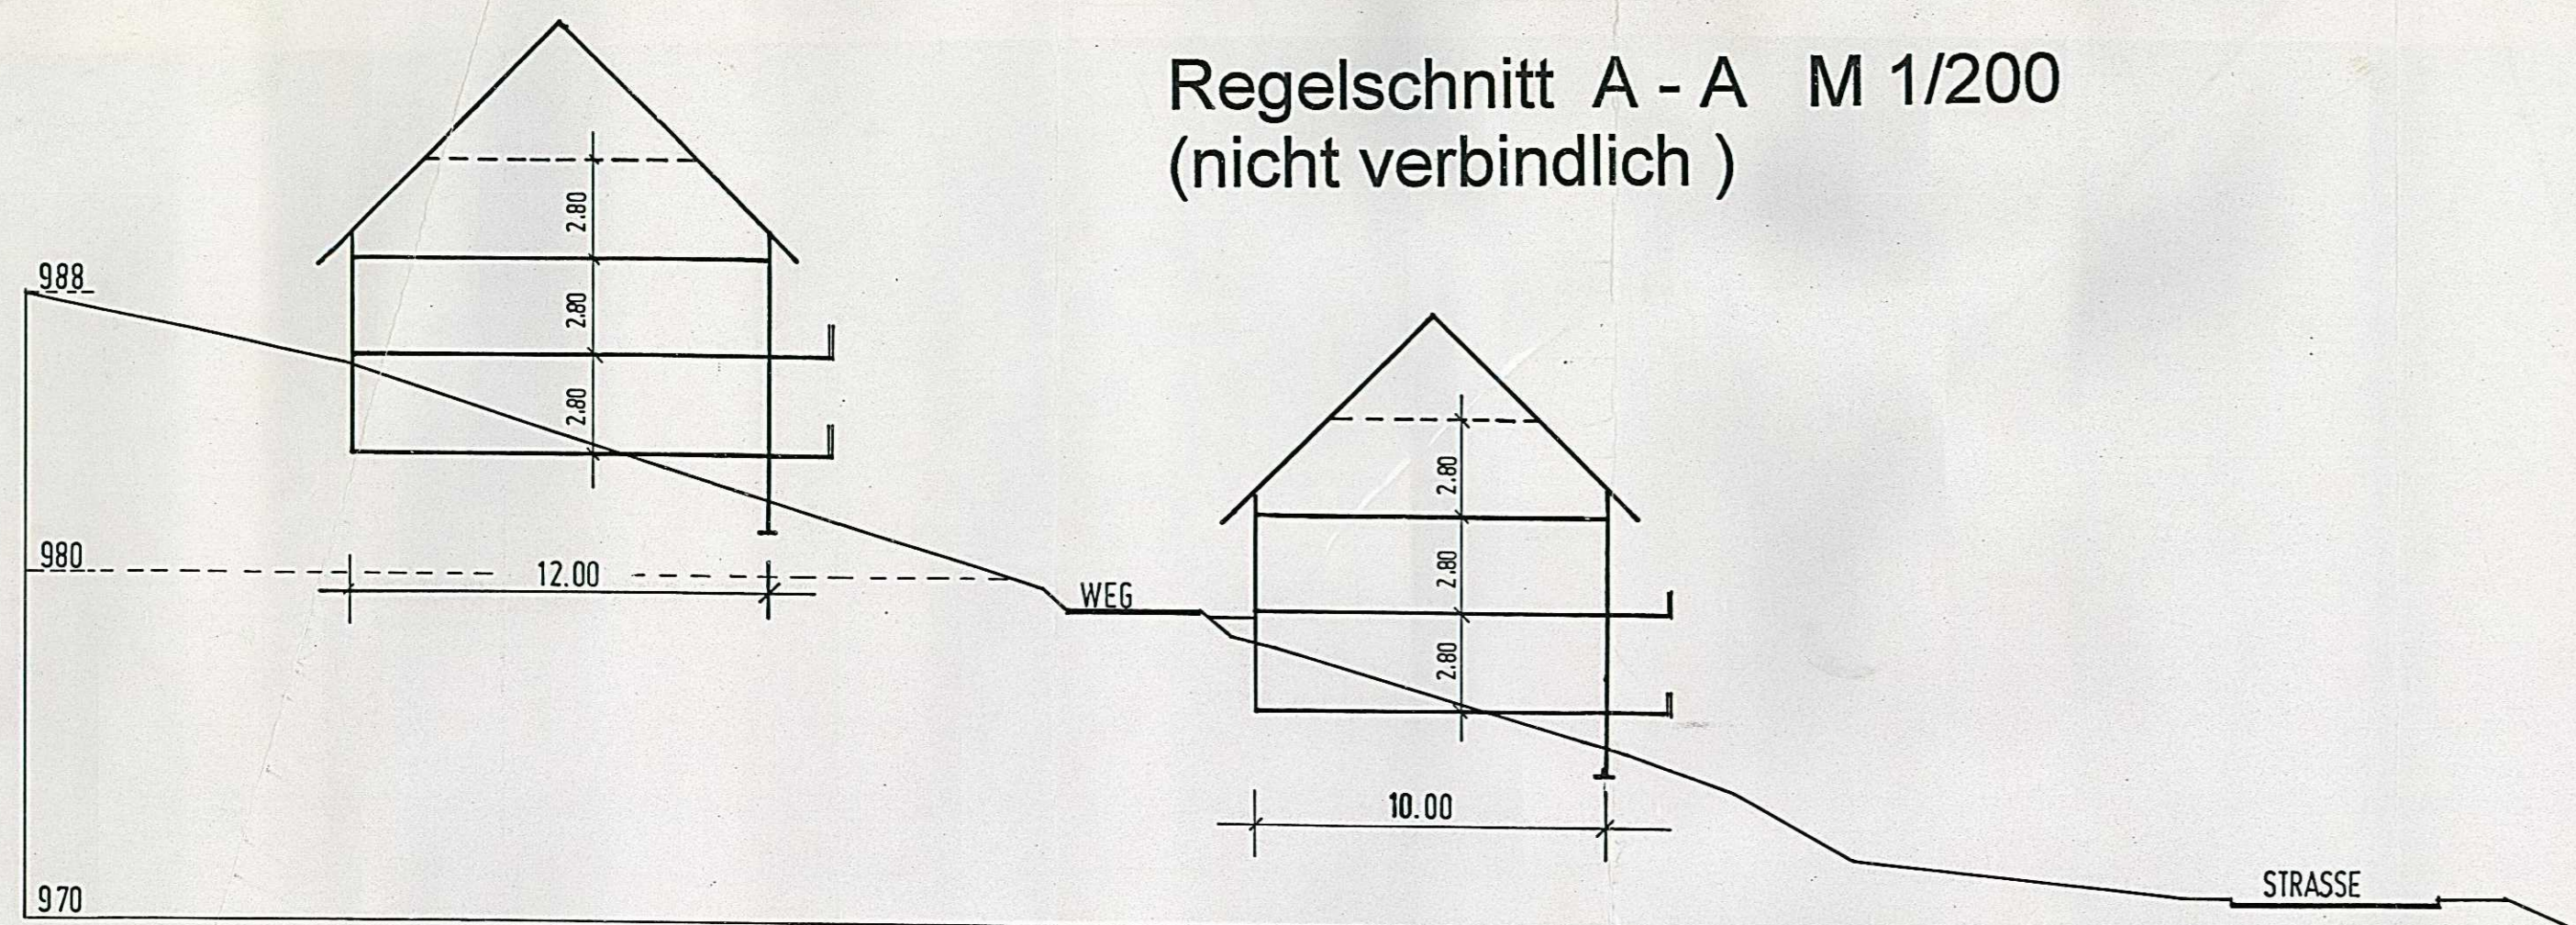 Regelschnitt A - A M 1/200
(nicht verbindlich )
2.80
988
2.80
2.80
980
12.00
WEG
2.80
2.80
2.80
10.00
970
STRASSE